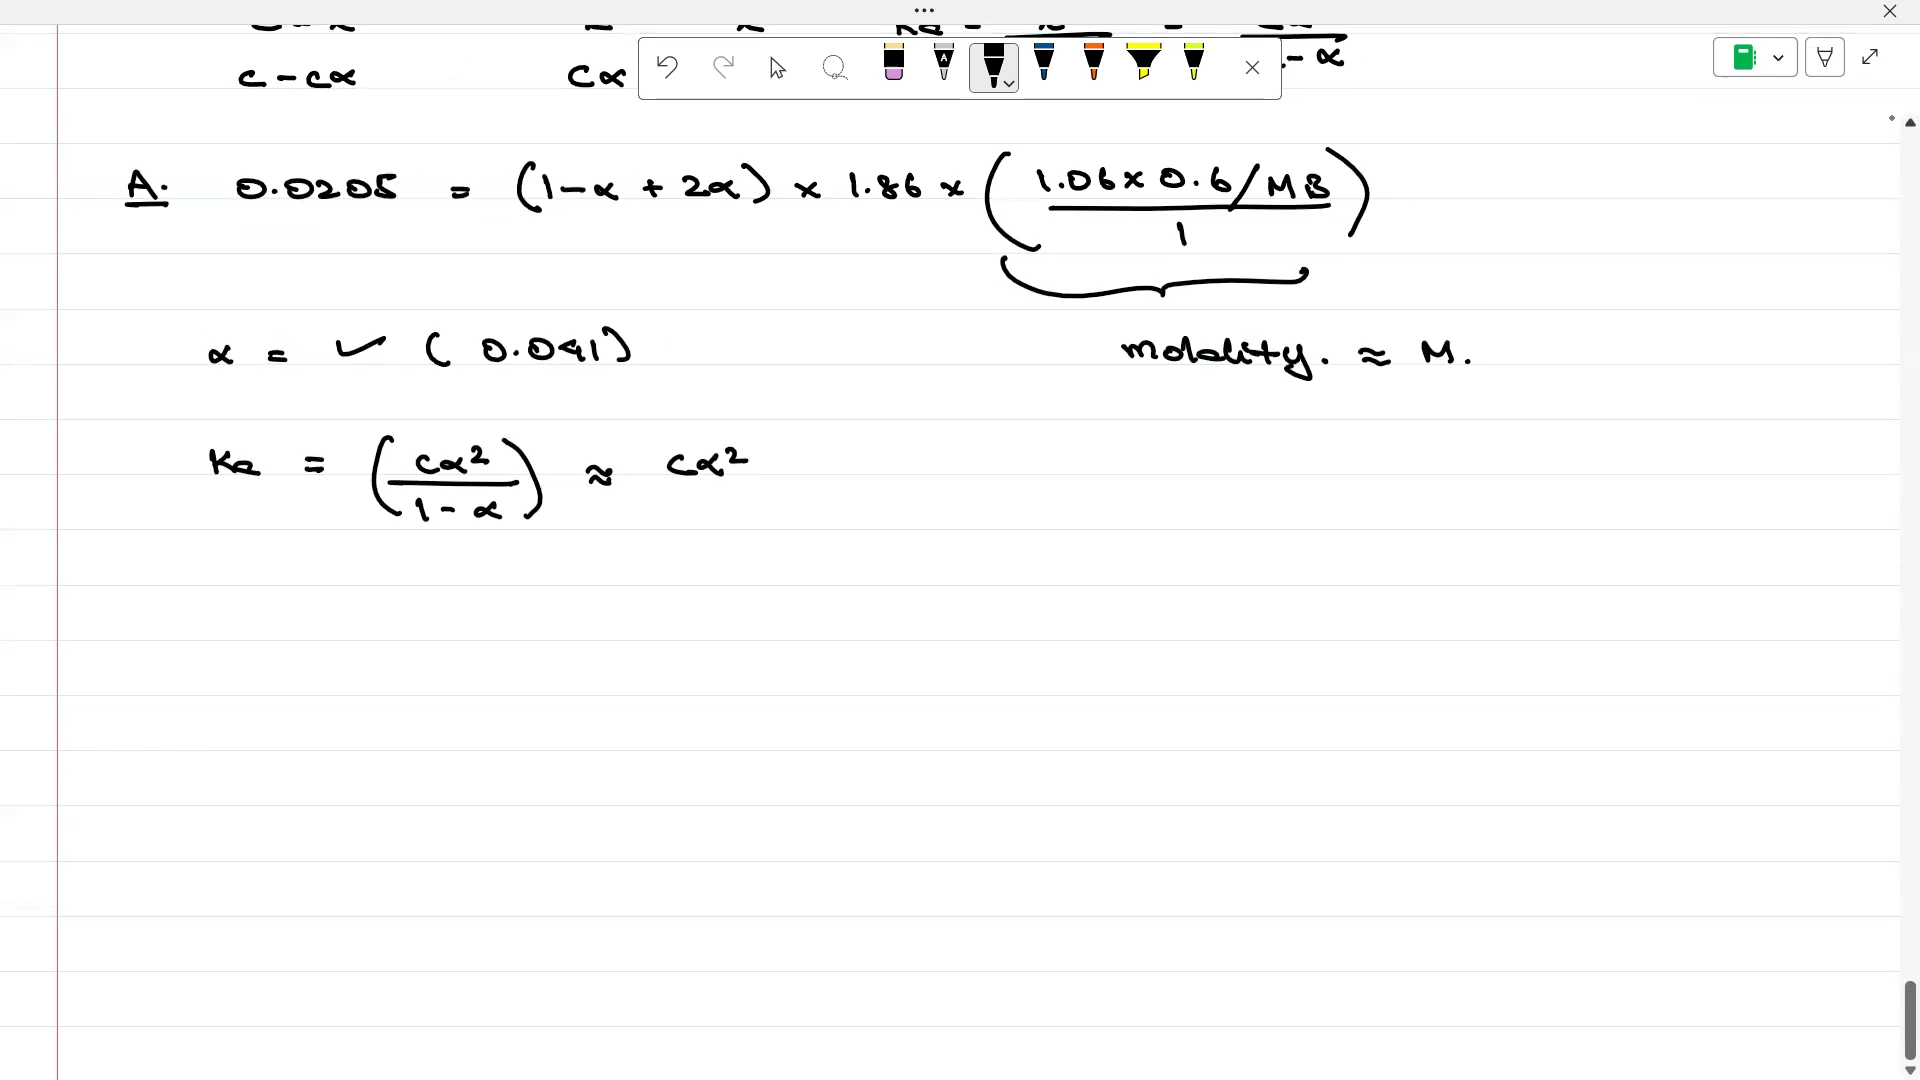 c - cα cα - α
A. 0.0205 = (1-α + 2α) × 1.86 × (1.06 × 0.6/MB / 1)
α = ✓ (0.041) molality. ≈ M.
Ka = (cα² / 1-α) ≈ cα²